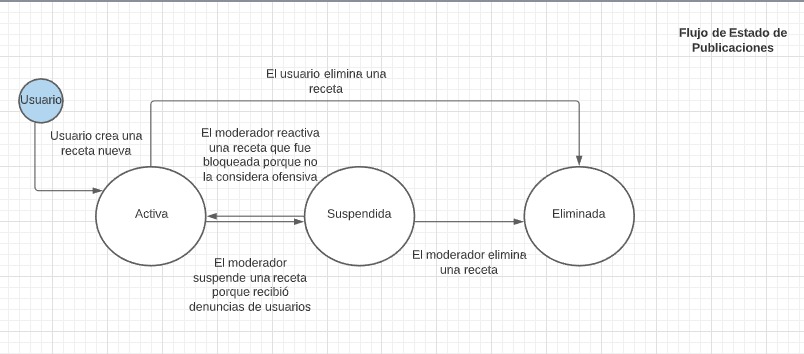 Flujo de Estado de
Publicaciones
El usuario elimina una
receta
Usuario
Usuario crea una
receta nueva
El moderador reactiva
una receta que fue
bloqueada porque no
la considera ofensiva
Activa
Suspendida
Eliminada
El moderador elimina
una receta
El moderador
suspende una receta
porque recibió
denuncias de usuarios